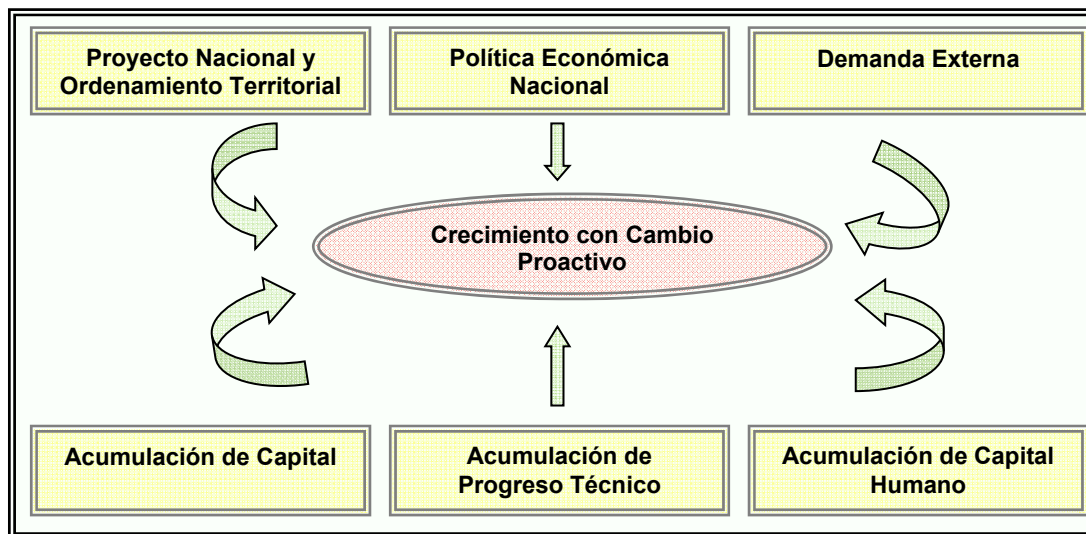 Proyecto Nacional y
Ordenamiento Territorial
Política Económica
Nacional
Demanda Externa
Crecimiento con Cambio
Proactivo
Acumulación de Capital
Acumulación de
Progreso Técnico
Acumulación de Capital
Humano